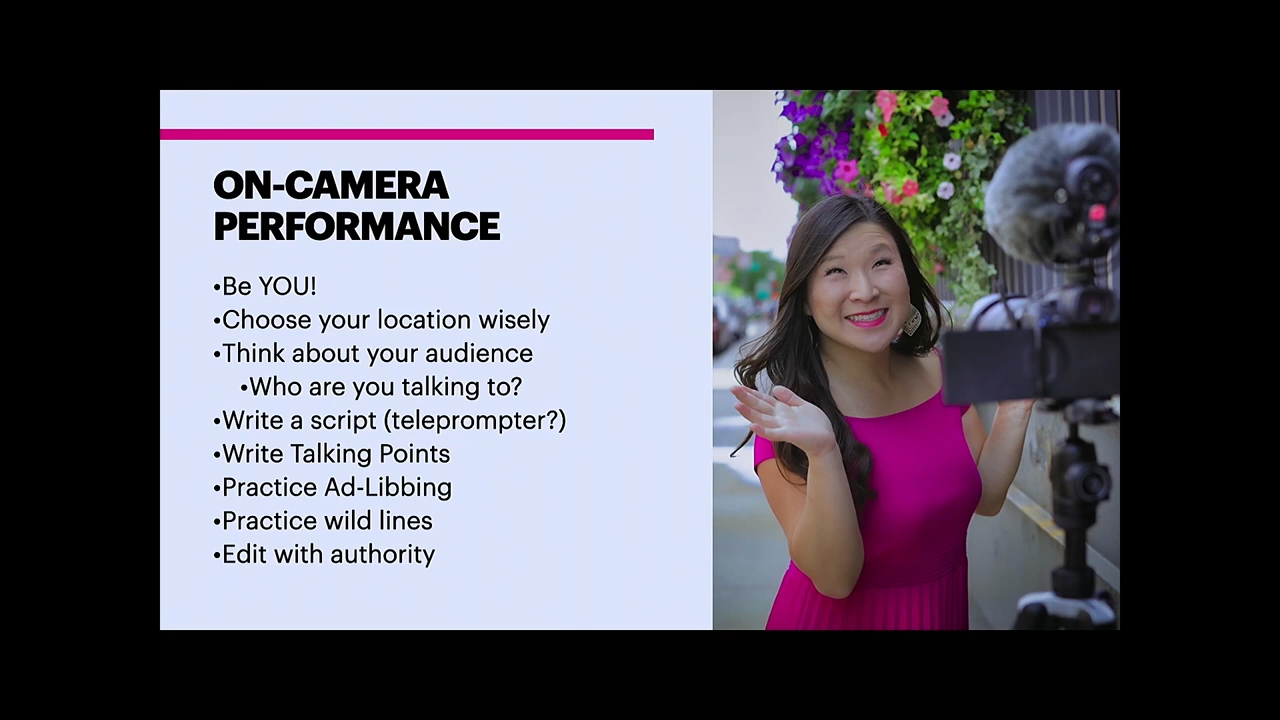 ON-CAMERA
PERFORMANCE
•Be YOU!
•Choose your location wisely
•Think about your audience
•Who are you talking to?
•Write a script (teleprompter?)
•Write Talking Points
•Practice Ad-Libbing
•Practice wild lines
•Edit with authority